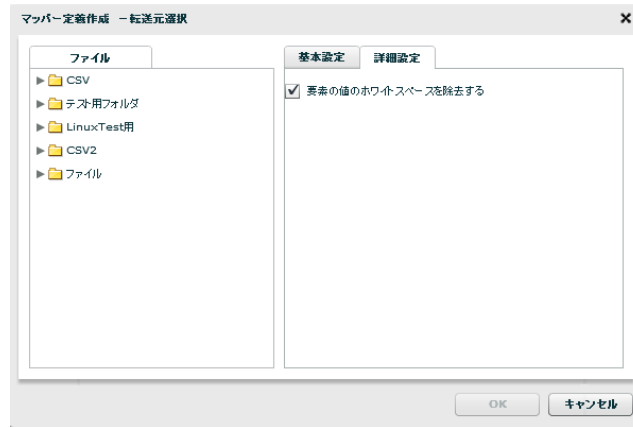 マッパー定義作成 －転送元選択
ファイル
CSV
テスト用フォルダ
LinuxTest用
CSV2
ファイル
基本設定 詳細設定
要素の値のホワイトスペースを除去する
OK キャンセル